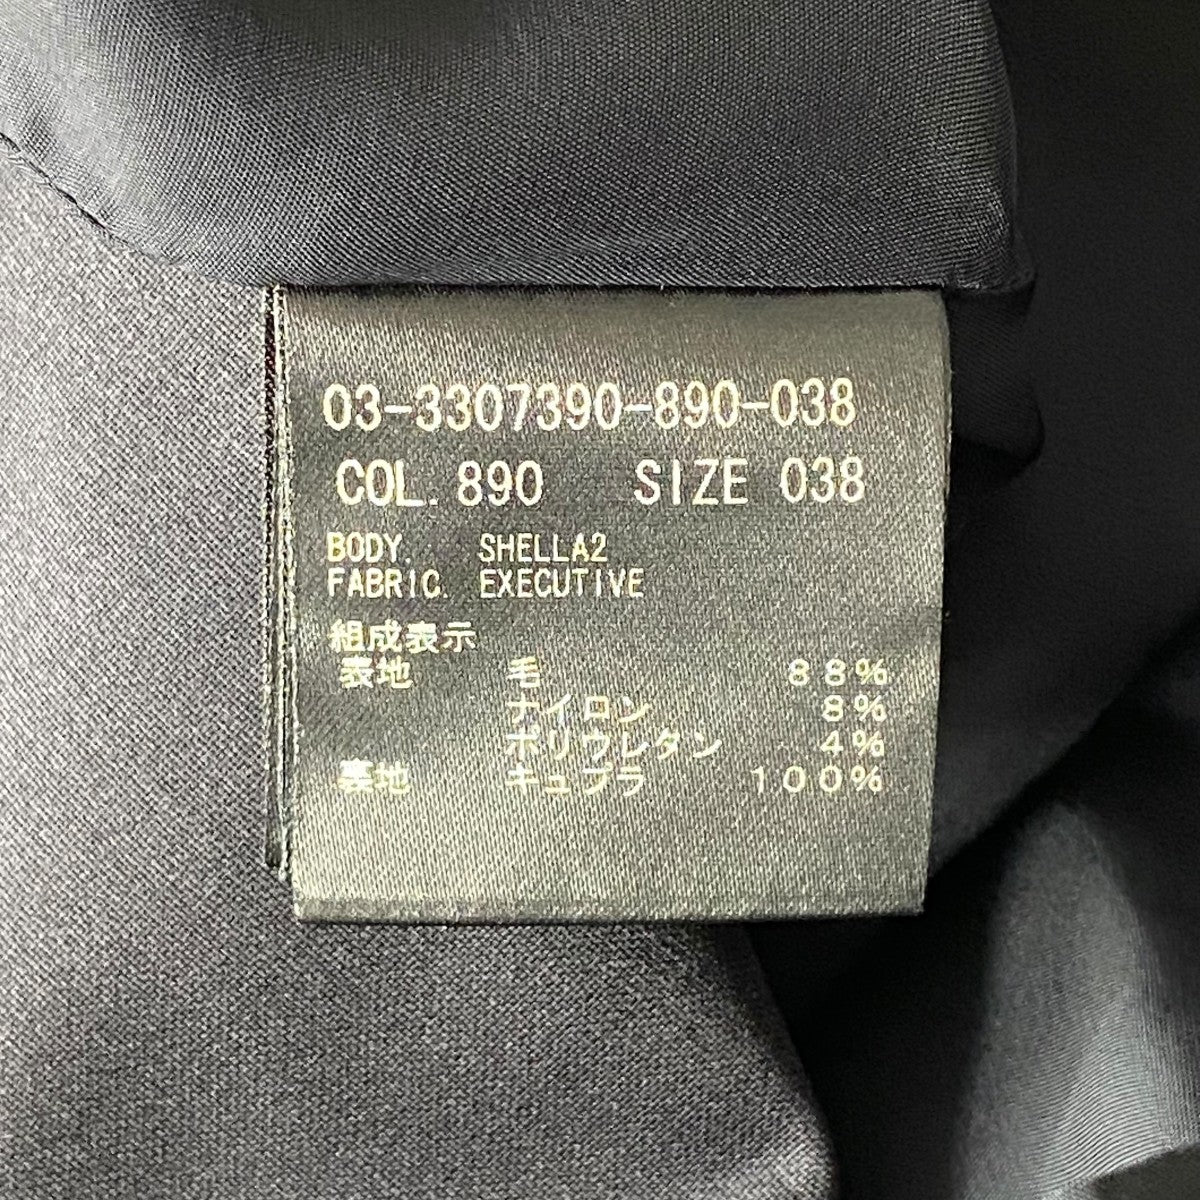 03-3307390-890-038
COL. 890 SIZE 038
BODY. SHELLA2
FABRIC. EXECUTIVE
組成表示
表地 毛 88%
ナイロン 8%
ポリウレタン 4%
裏地 キュプラ 100%